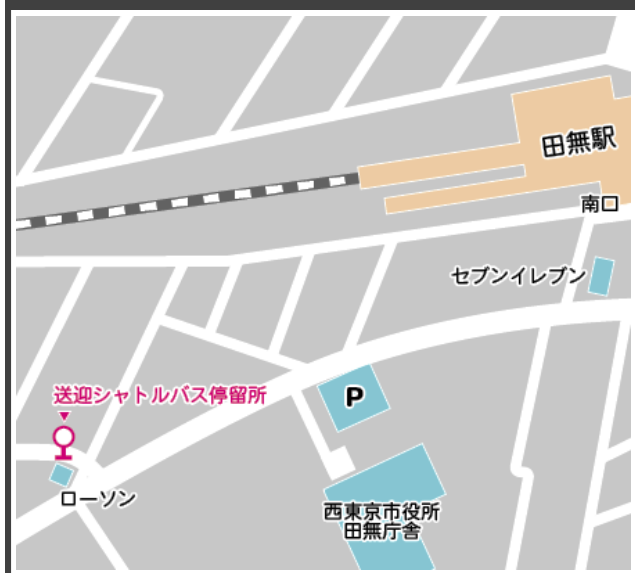 田無駅
南口
セブンイレブン
送迎シャトルバス停留所
P
ローソン
西東京市役所
田無庁舎